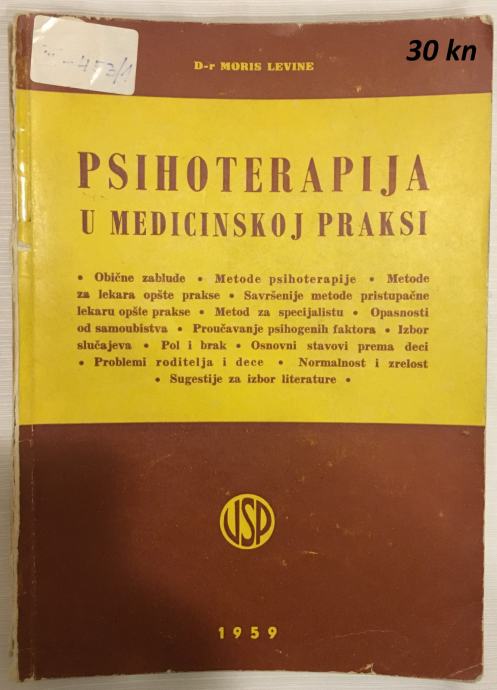 30 kn
D-r MORIS LEVINE
PSIHOTERAPIJA
U MEDICINSKOJ PRAKSI
• Obične zablude • Metode psihoterapije • Metode
za lekara opšte prakse • Savršenije metode pristupačne
lekaru opšte prakse • Metod za specijalistu • Opasnosti
od samoubistva • Proučavanje psihogenih faktora • Izbor
slučajeva • Pol i brak • Osnovni stavovi prema deci
• Problemi roditelja i dece • Normalnost i zrelost
• Sugestije za izbor literature •
USP
1959